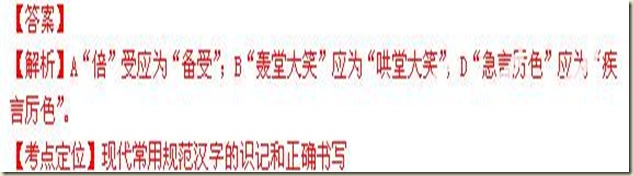 【答案】
【解析】A“倍”受应为“备受”；B“轰堂大笑”应为“哄堂大笑”，D“急言厉色”应为“疾
言厉色”。
【考点定位】现代常用规范汉字的识记和正确书写